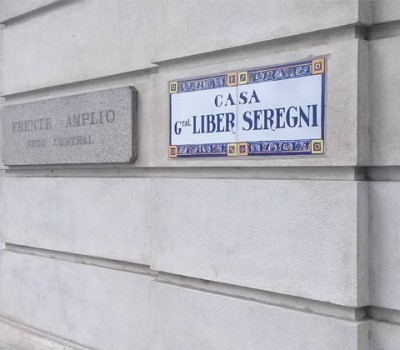 FRENTE AMPLIO
SEDE CENTRAL
CASA
Gral. LIBER SEREGNI